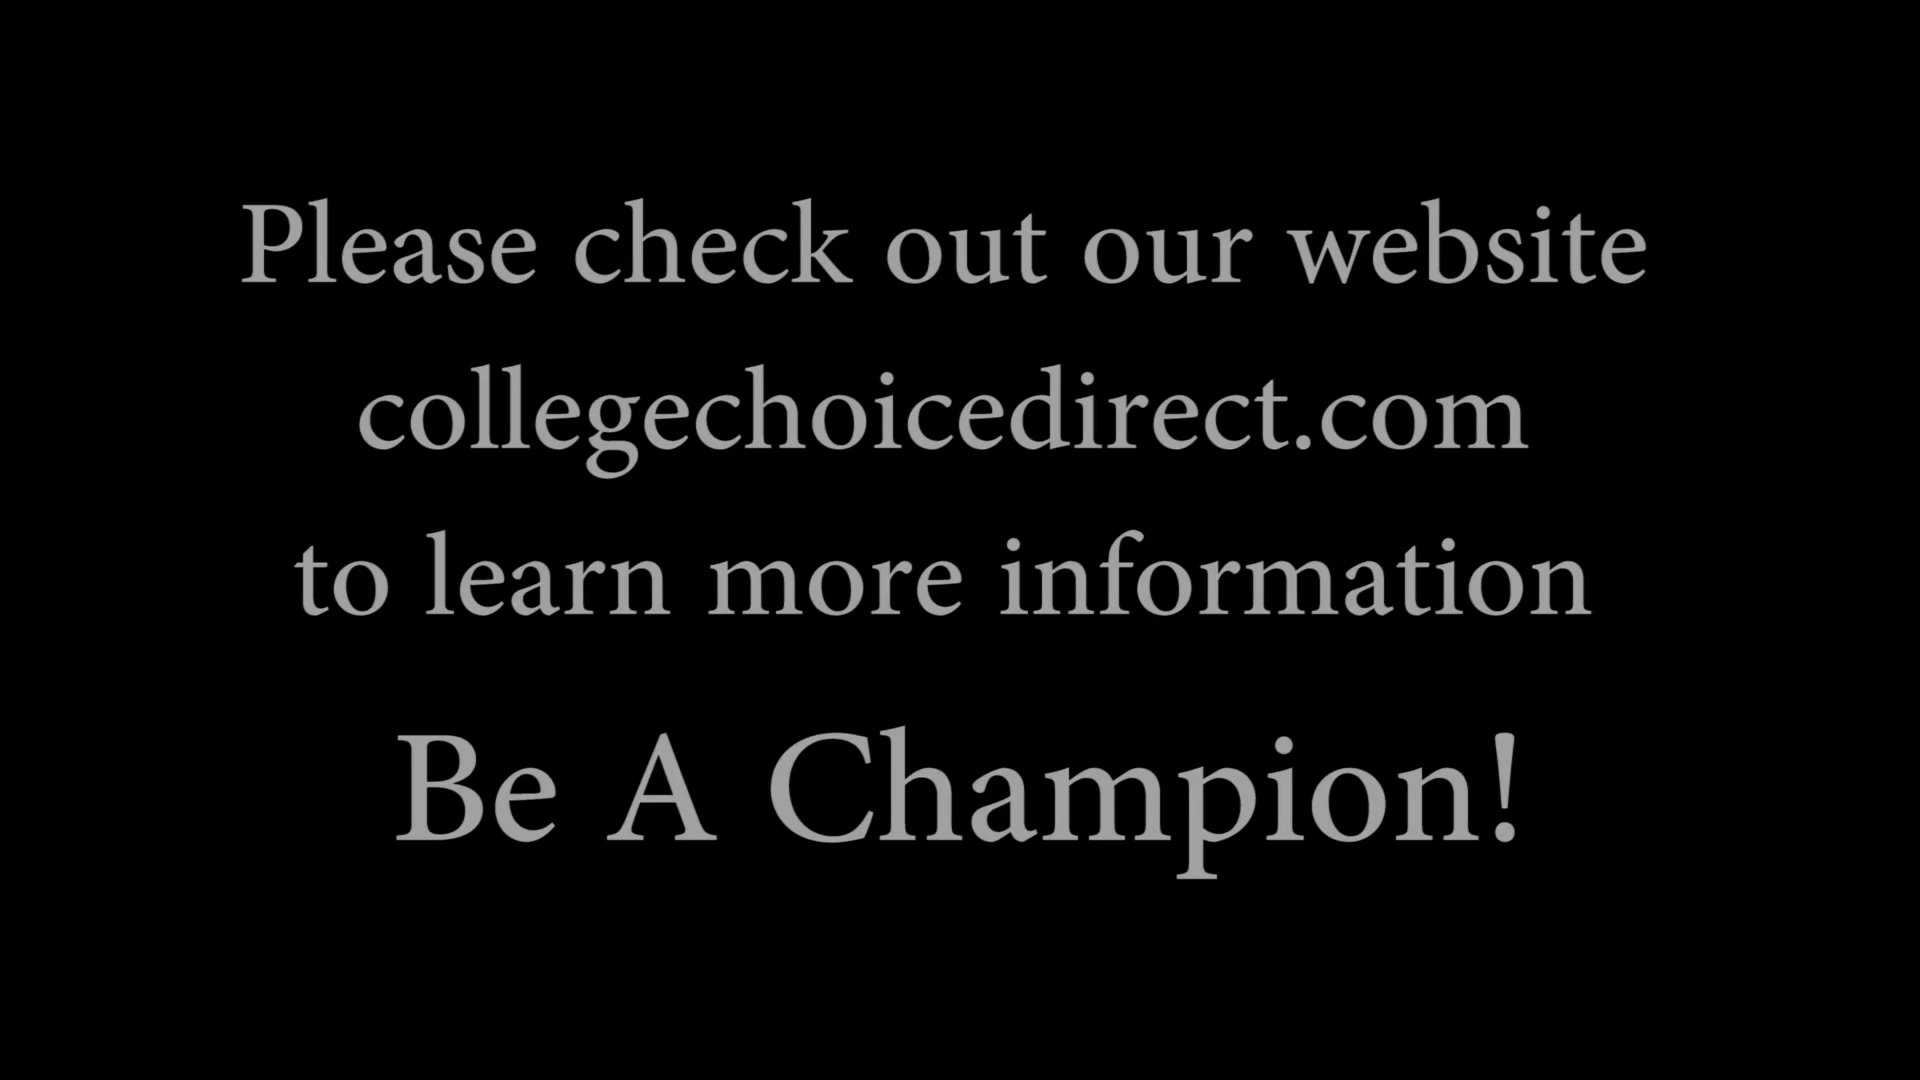 Please check out our website
collegechoicedirect.com
to learn more information
Be A Champion!